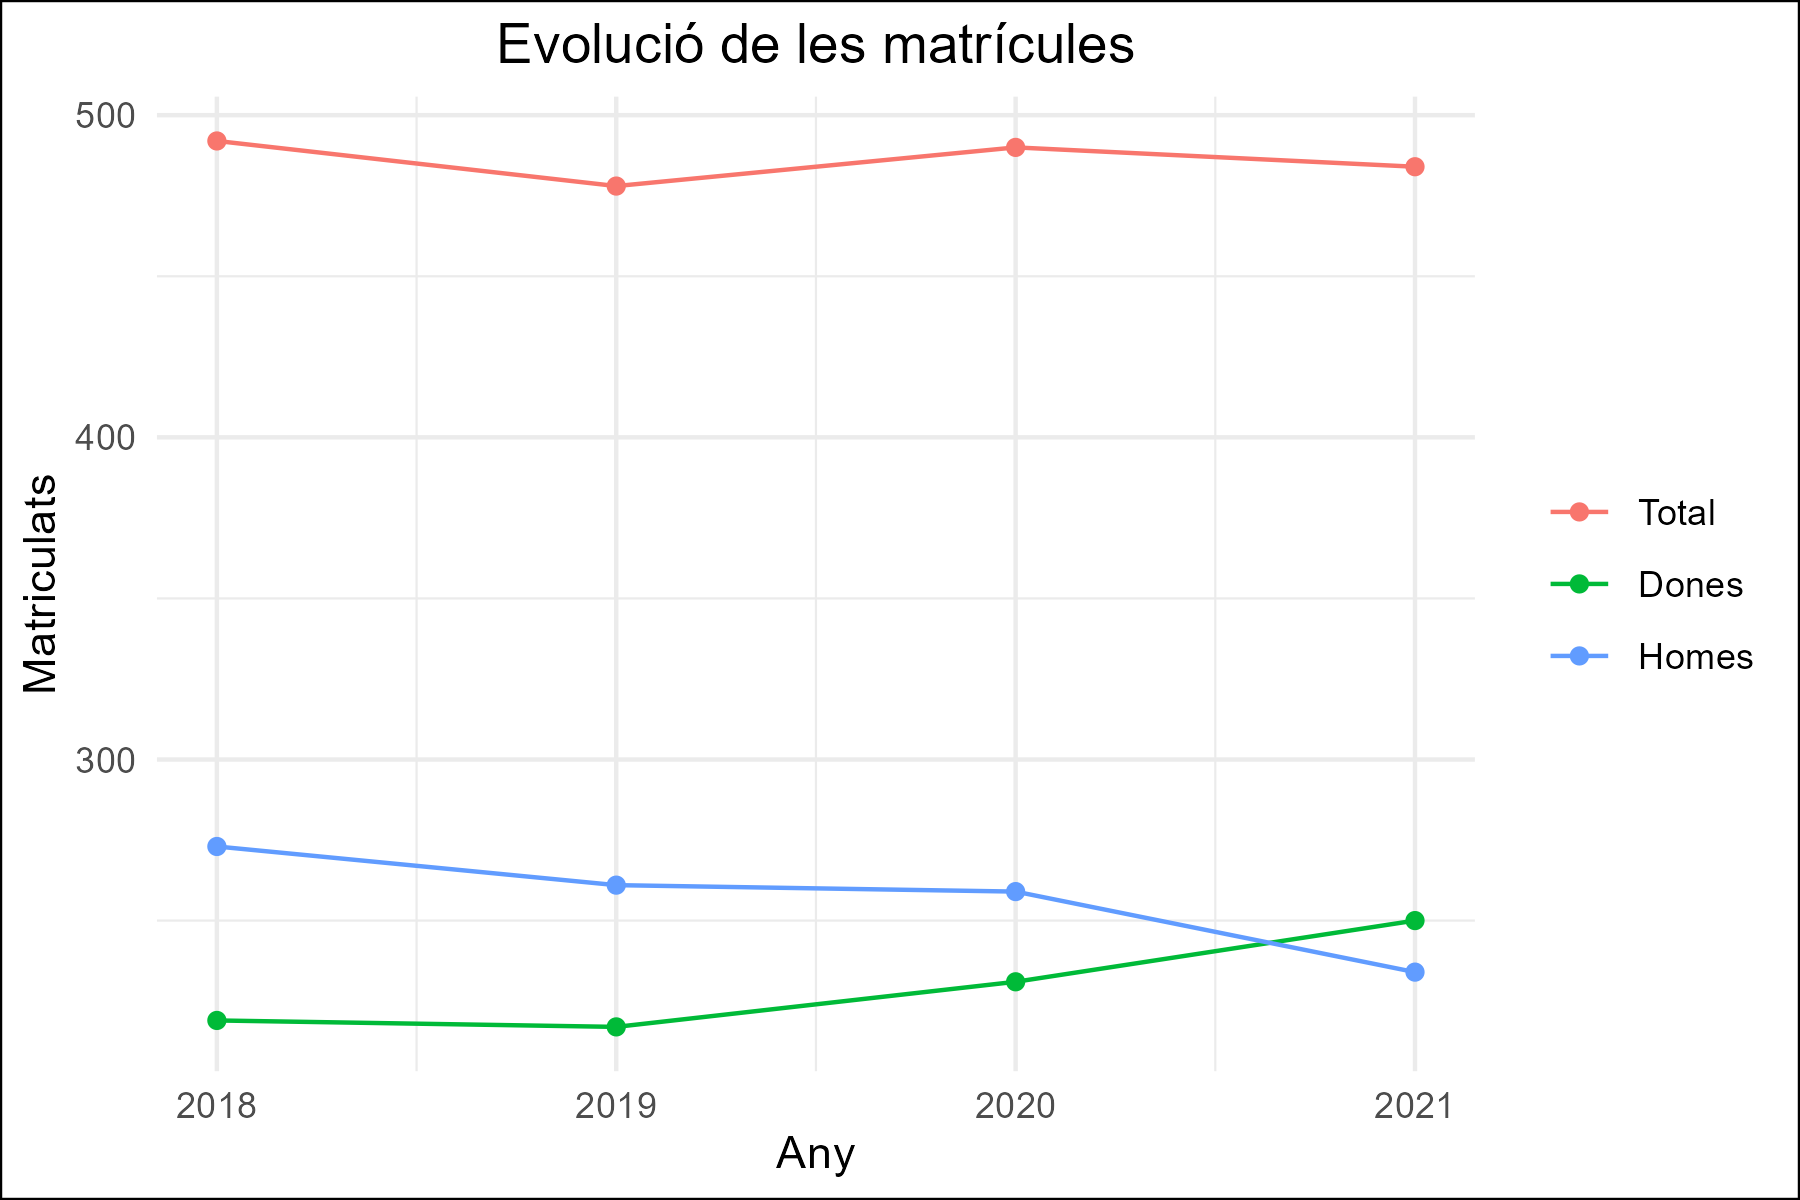 Evolució de les matrícules
500
400
300
Matriculats
2018
2019
2020
2021
Any
Total
Dones
Homes